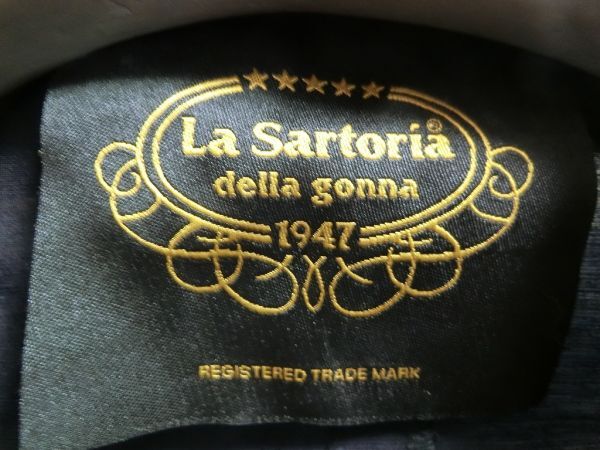 La Sartoria®
della gonna
1947
REGISTERED TRADE MARK